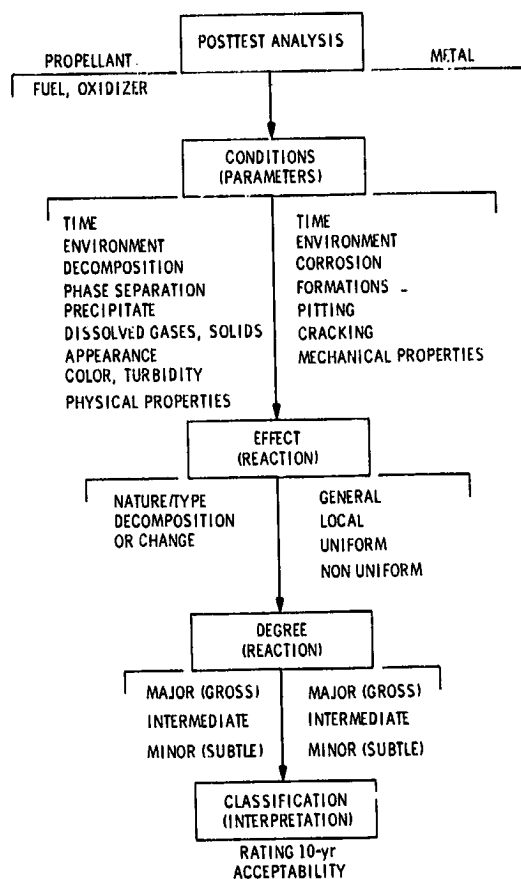 POSTTEST ANALYSIS
PROPELLANT
FUEL, OXIDIZER
METAL
CONDITIONS
(PARAMETERS)
TIME
ENVIRONMENT
DECOMPOSITION
PHASE SEPARATION
PRECIPITATE
DISSOLVED GASES, SOLIDS
APPEARANCE
COLOR, TURBIDITY
PHYSICAL PROPERTIES
TIME
ENVIRONMENT
CORROSION
FORMATIONS
PITTING
CRACKING
MECHANICAL PROPERTIES
EFFECT
(REACTION)
NATURE/TYPE
DECOMPOSITION
OR CHANGE
GENERAL
LOCAL
UNIFORM
NON UNIFORM
DEGREE
(REACTION)
MAJOR (GROSS)
INTERMEDIATE
MINOR (SUBTLE)
MAJOR (GROSS)
INTERMEDIATE
MINOR (SUBTLE)
CLASSIFICATION
(INTERPRETATION)
RATING 10-yr
ACCEPTABILITY